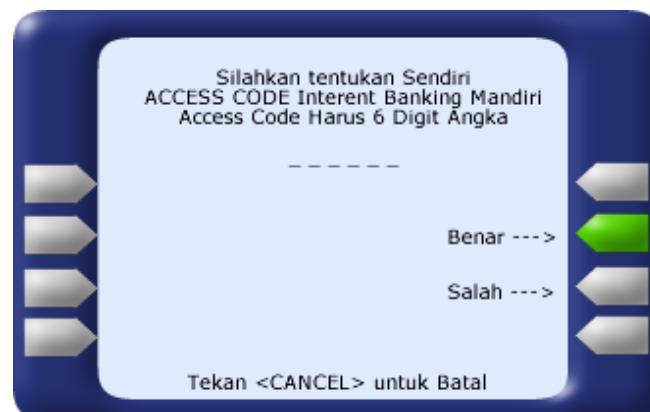 Silahkan tentukan Sendiri
ACCESS CODE Interent Banking Mandiri
Access Code Harus 6 Digit Angka
_ _ _ _ _ _
Benar --->
Salah --->
Tekan <CANCEL> untuk Batal